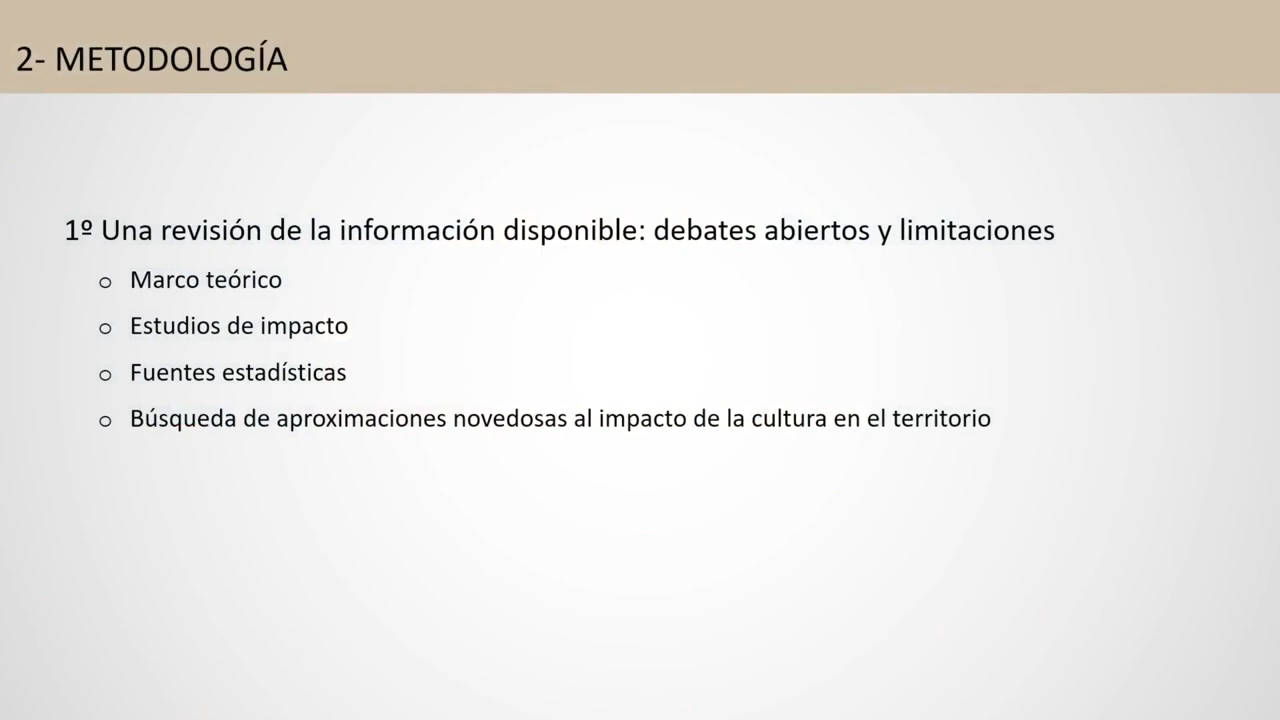 2- METODOLOGÍA
1º Una revisión de la información disponible: debates abiertos y limitaciones
o Marco teórico
o Estudios de impacto
o Fuentes estadísticas
o Búsqueda de aproximaciones novedosas al impacto de la cultura en el territorio